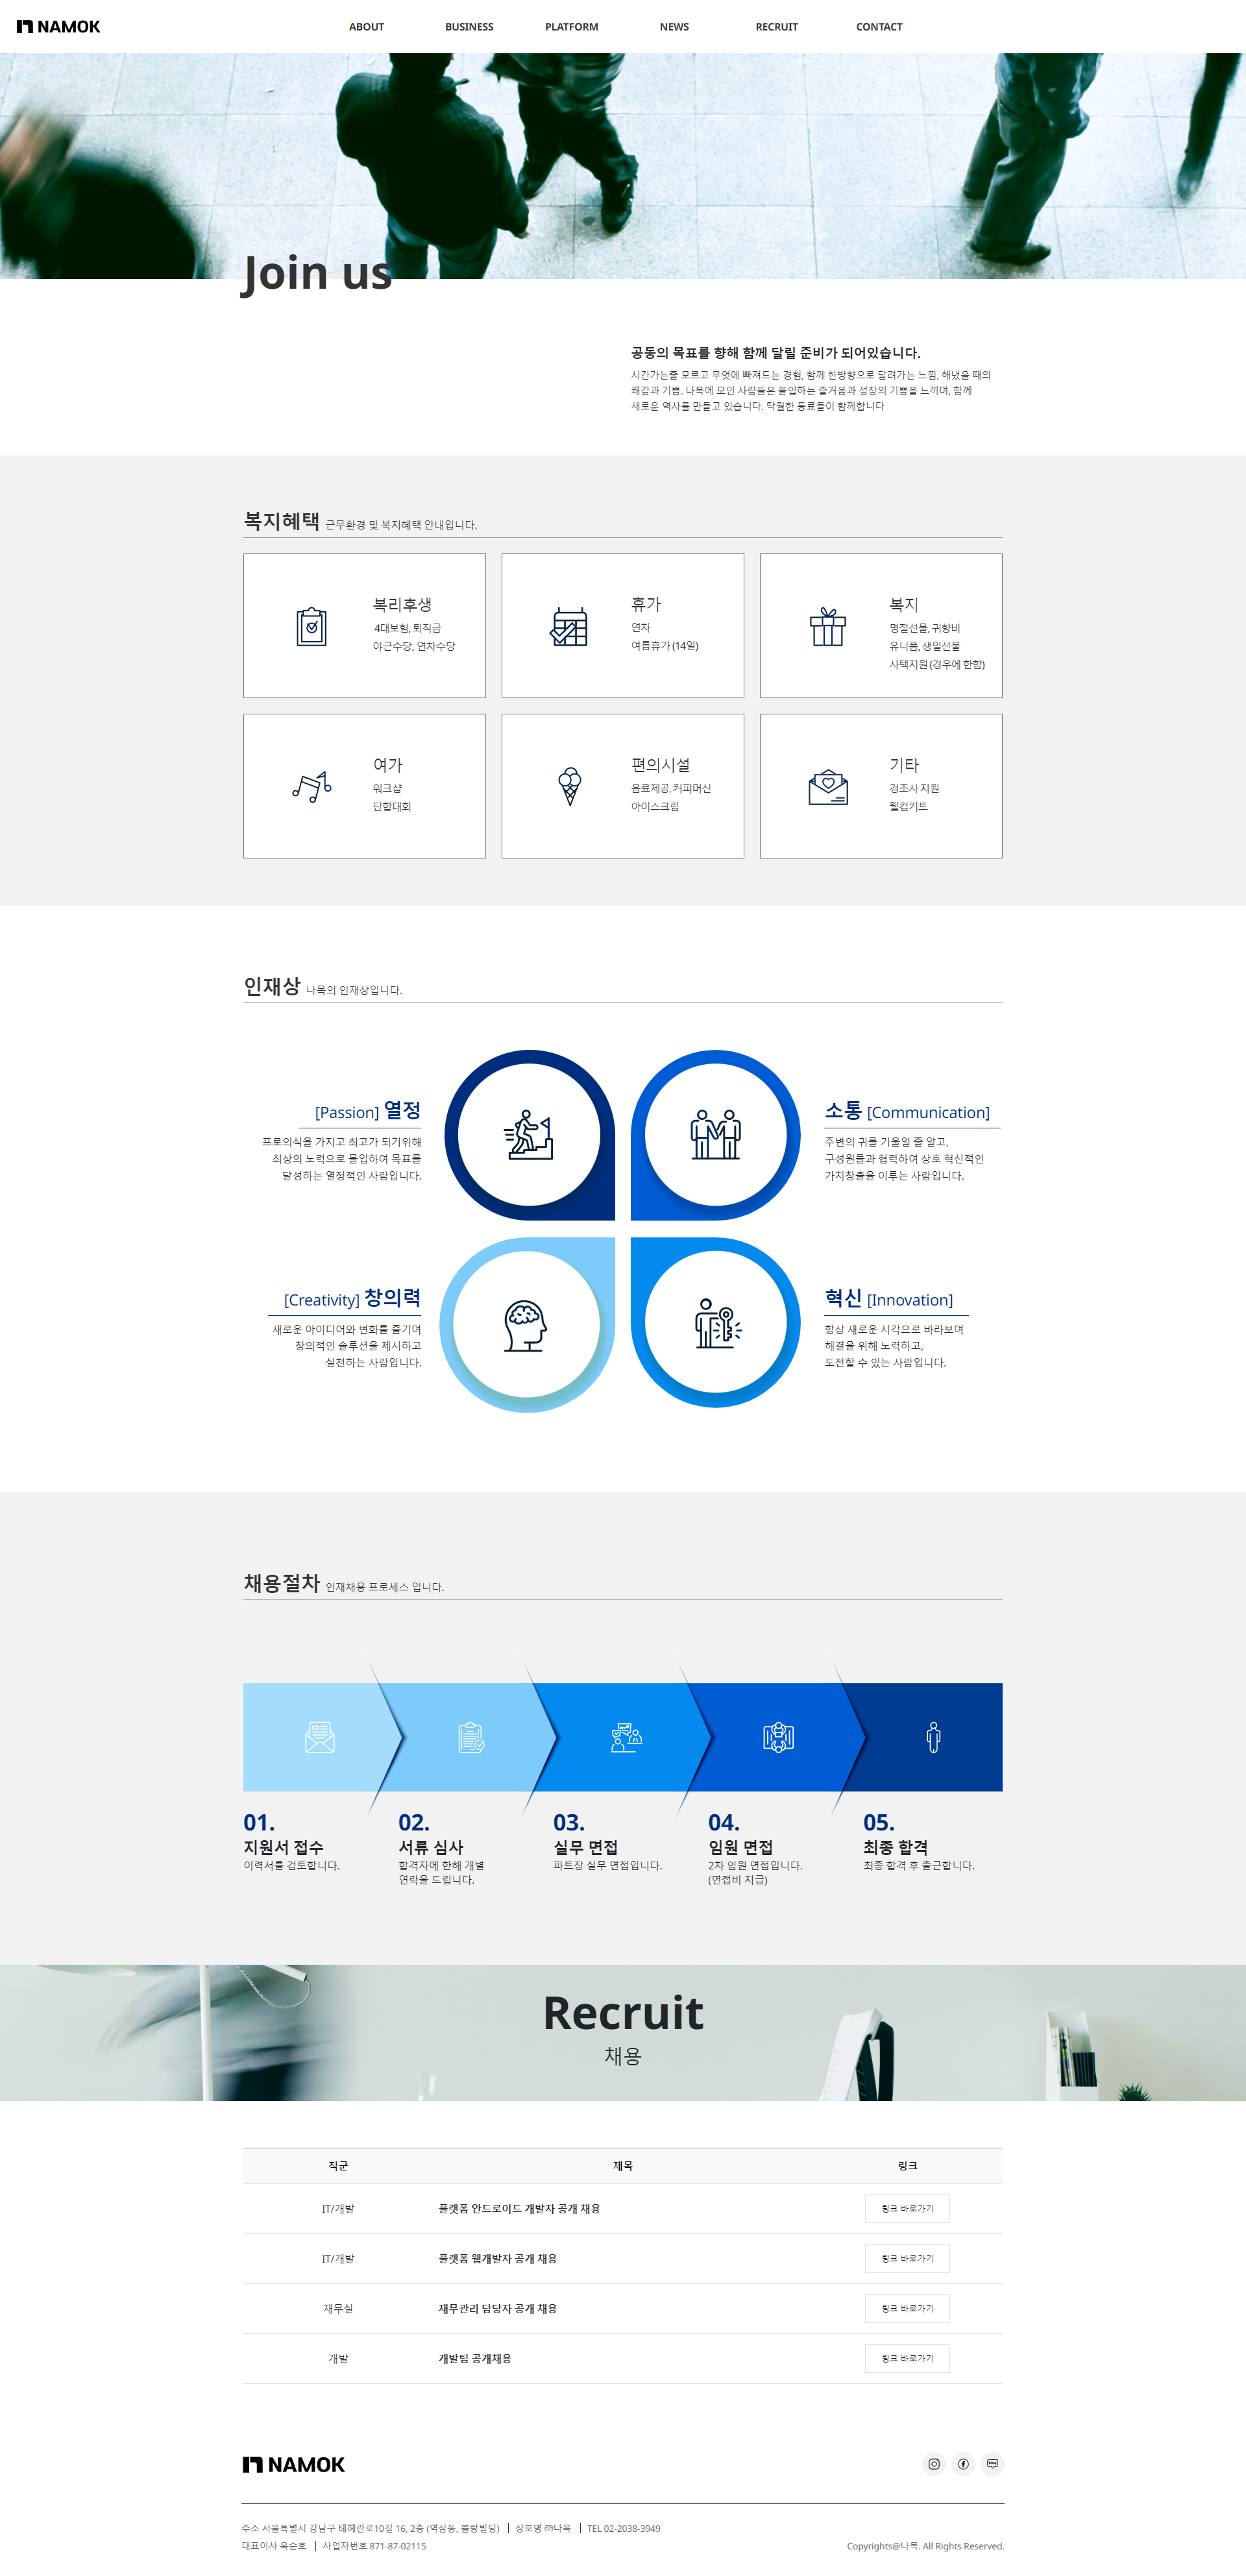 NAMOK
ABOUT
BUSINESS
PLATFORM
NEWS
RECRUIT
CONTACT
Join us
공동의 목표를 향해 함께 달릴 준비가 되어있습니다.
시간가는줄 모르고 무엇에 빠져드는 경험, 함께 한방향으로 달려가는 느낌, 해냈을 때의
쾌감과 기쁨. 나목에 모인 사람들은 몰입하는 즐거움과 성장의 기쁨을 느끼며, 함께
새로운 역사를 만들고 있습니다. 탁월한 동료들이 함께합니다
복지혜택 근무환경 및 복지혜택 안내입니다.
복리후생
4대보험, 퇴직금
야근수당, 연차수당
휴가
연차
여름휴가 (14일)
복지
명절선물, 귀향비
유니폼, 생일선물
사택지원 (경우에 한함)
여가
워크샵
단합대회
편의시설
음료제공, 커피머신
아이스크림
기타
경조사 지원
웰컴키트
인재상 나목의 인재상입니다.
[Passion] 열정
프로의식을 가지고 최고가 되기위해
최상의 노력으로 몰입하여 목표를
달성하는 열정적인 사람입니다.
소통 [Communication]
주변의 귀를 기울일 줄 알고,
구성원들과 협력하여 상호 혁신적인
가치창출을 이루는 사람입니다.
[Creativity] 창의력
새로운 아이디어와 변화를 즐기며
창의적인 솔루션을 제시하고
실천하는 사람입니다.
혁신 [Innovation]
항상 새로운 시각으로 바라보며
해결을 위해 노력하고,
도전할 수 있는 사람입니다.
채용절차 인재채용 프로세스 입니다.
01.
지원서 접수
이력서를 검토합니다.
02.
서류 심사
합격자에 한해 개별
연락을 드립니다.
03.
실무 면접
파트장 실무 면접입니다.
04.
임원 면접
2차 임원 면접입니다.
(면접비 지급)
05.
최종 합격
최종 합격 후 출근합니다.
Recruit
채용
직군 제목 링크
IT/개발 플랫폼 안드로이드 개발자 공개 채용 링크 바로가기
IT/개발 플랫폼 웹개발자 공개 채용 링크 바로가기
재무실 재무관리 담당자 공개 채용 링크 바로가기
개발 개발팀 공개채용 링크 바로가기
NAMOK
주소 서울특별시 강남구 테헤란로10길 16, 2층 (역삼동, 쁠랑빌딩) | 상호명 ㈜나목 | TEL 02-2038-3949
대표이사 옥순호 | 사업자번호 871-87-02115
Copyrights@나목. All Rights Reserved.